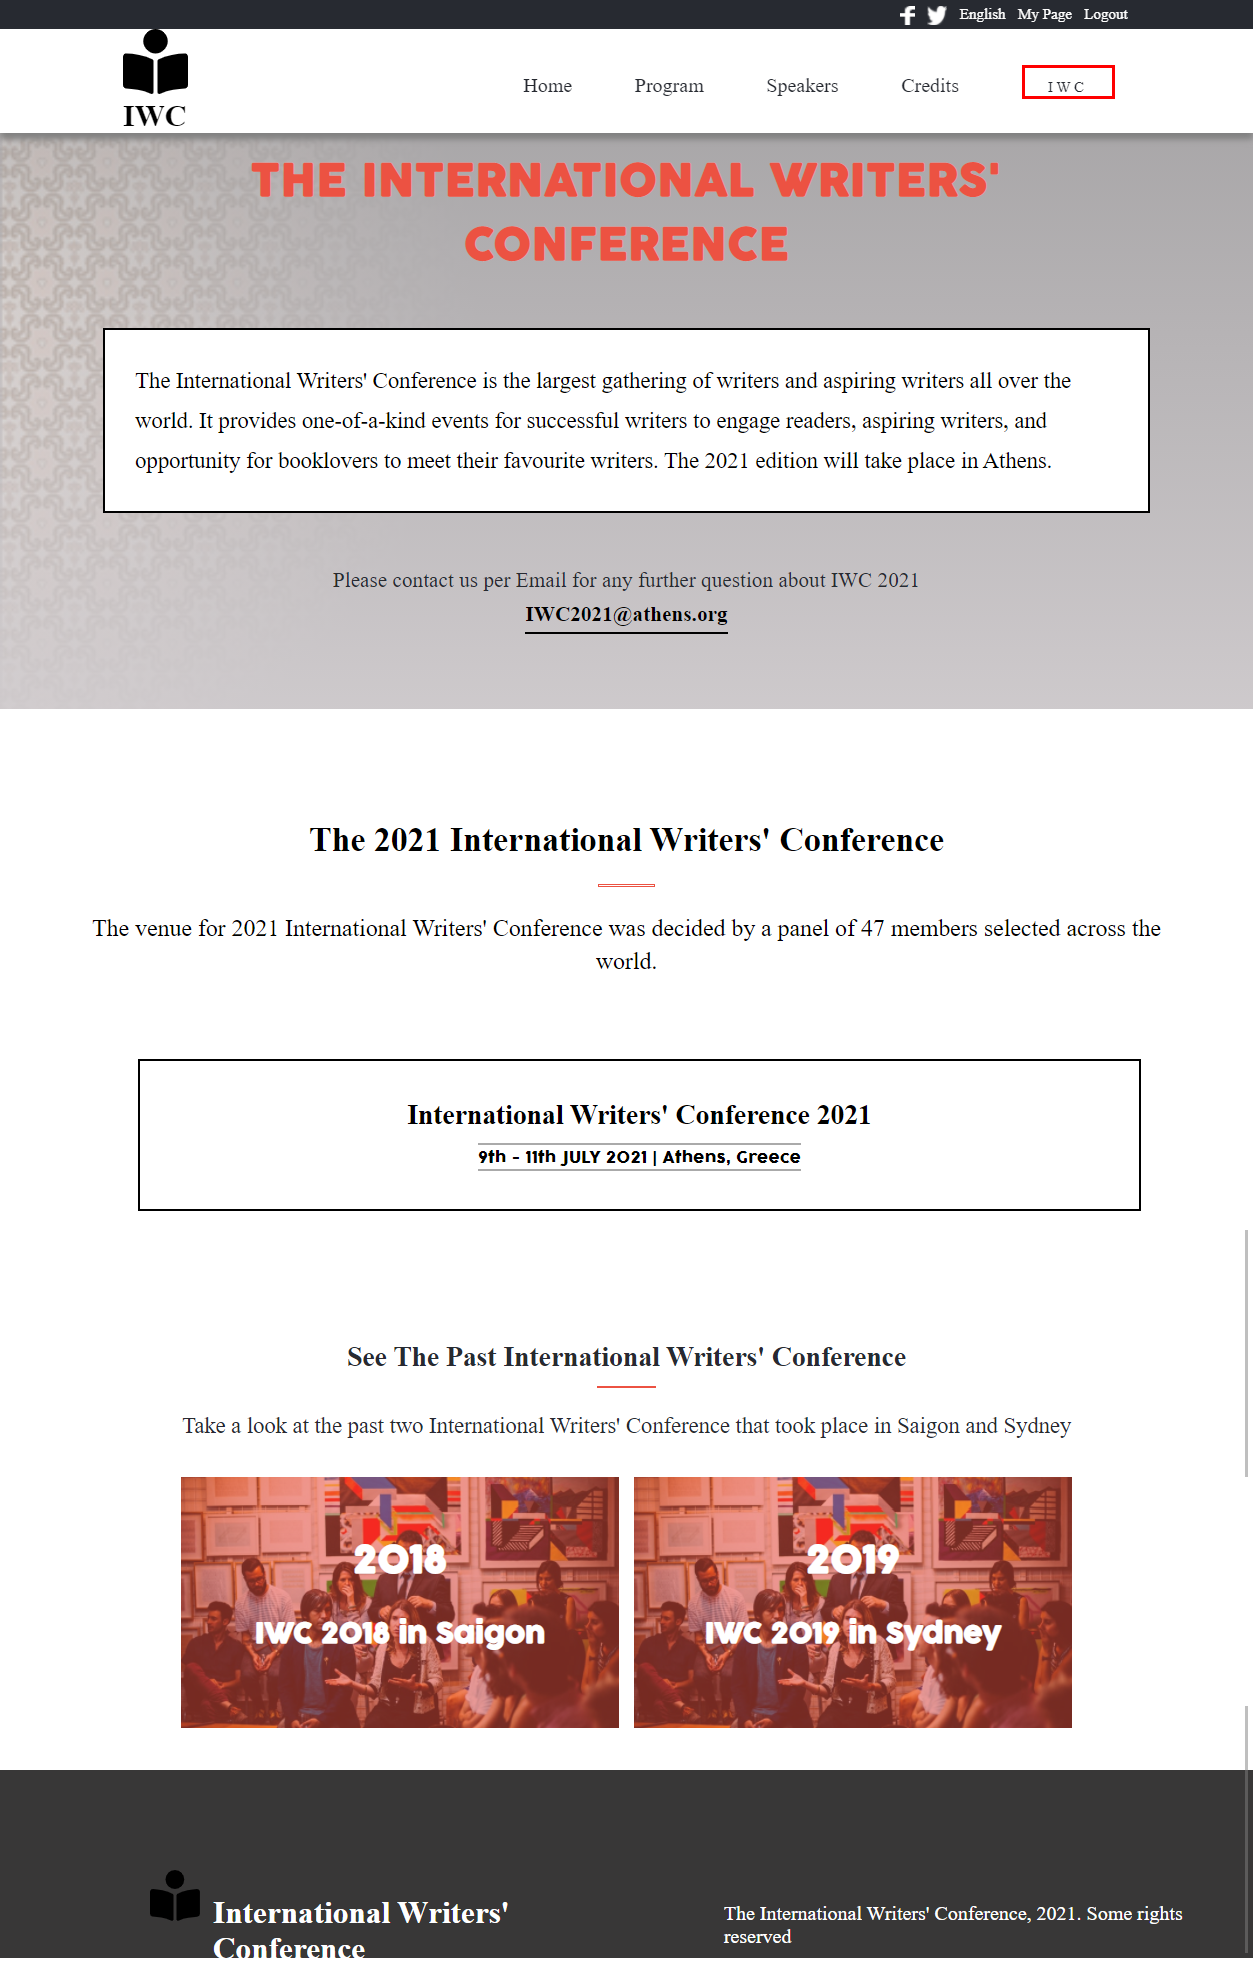 English My Page Logout
IWC
Home Program Speakers Credits IWC
THE INTERNATIONAL WRITERS'
CONFERENCE
The International Writers' Conference is the largest gathering of writers and aspiring writers all over the
world. It provides one-of-a-kind events for successful writers to engage readers, aspiring writers, and
opportunity for booklovers to meet their favourite writers. The 2021 edition will take place in Athens.
Please contact us per Email for any further question about IWC 2021
IWC2021@athens.org
The 2021 International Writers' Conference
The venue for 2021 International Writers' Conference was decided by a panel of 47 members selected across the
world.
International Writers' Conference 2021
9th - 11th JULY 2021 | Athens, Greece
See The Past International Writers' Conference
Take a look at the past two International Writers' Conference that took place in Saigon and Sydney
2018
IWC 2018 in Saigon
2019
IWC 2019 in Sydney
International Writers'
Conference
The International Writers' Conference, 2021. Some rights
reserved